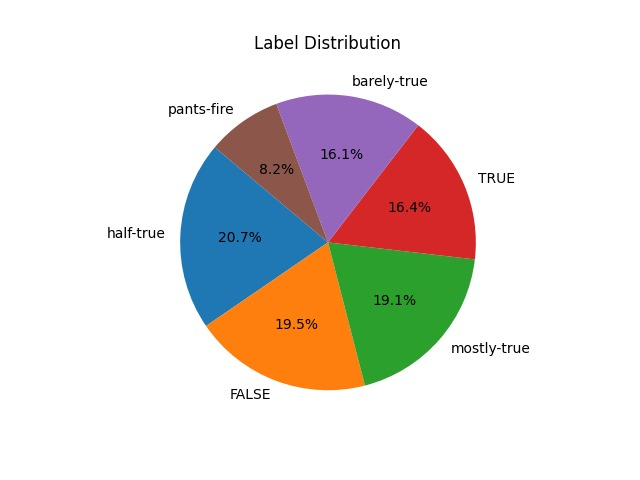 Label Distribution
barely-true
pants-fire
16.1%
8.2%
TRUE
16.4%
half-true
20.7%
19.1%
19.5%
mostly-true
FALSE